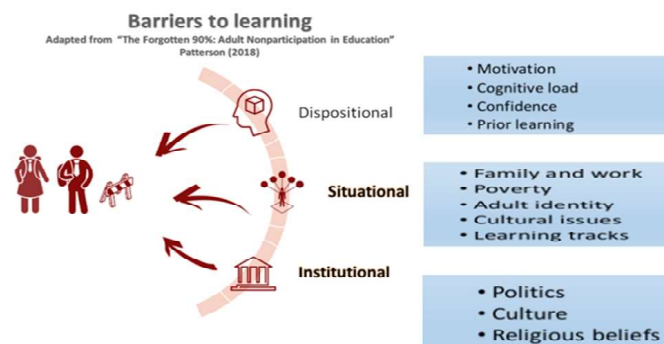 Barriers to learning
Adapted from "The Forgotten 90%: Adult Nonparticipation in Education"
Patterson (2018)
Dispositional
• Motivation
• Cognitive load
• Confidence
• Prior learning
Situational
• Family and work
• Poverty
• Adult identity
• Cultural issues
• Learning tracks
Institutional
• Politics
• Culture
• Religious beliefs